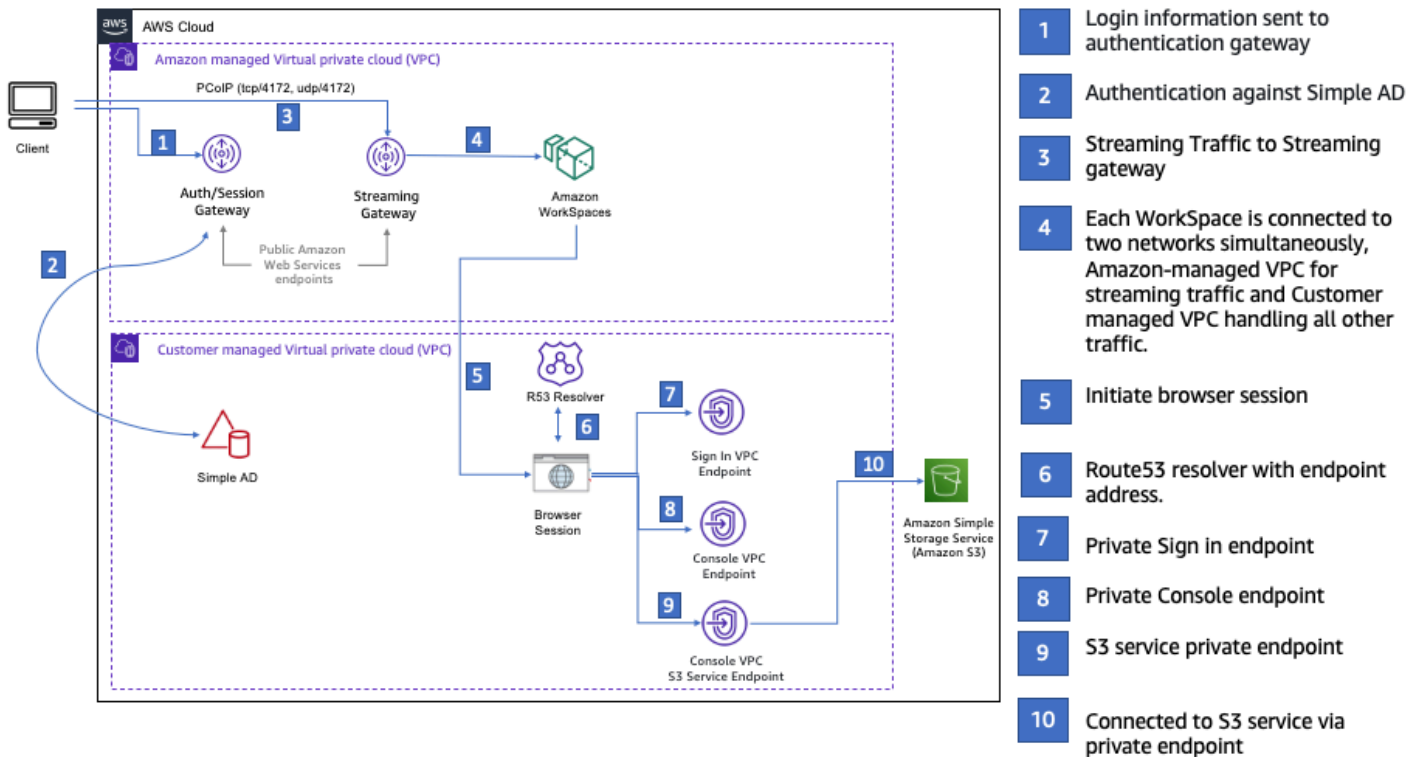 aws
AWS Cloud
Amazon managed Virtual private cloud (VPC)
PCoIP (tcp/4172, udp/4172)
3
Client
1
4
Auth/Session
Gateway
Streaming
Gateway
Amazon
WorkSpaces
Public Amazon
Web Services
endpoints
2
Customer managed Virtual private cloud (VPC)
5
R53 Resolver
7
6
Sign In VPC
Endpoint
Simple AD
10
Browser
Session
8
Console VPC
Endpoint
Amazon Simple
Storage Service
(Amazon S3)
9
Console VPC
S3 Service Endpoint
1
Login information sent to
authentication gateway
2
Authentication against Simple AD
3
Streaming Traffic to Streaming
gateway
4
Each WorkSpace is connected to
two networks simultaneously,
Amazon-managed VPC for
streaming traffic and Customer
managed VPC handling all other
traffic.
5
Initiate browser session
6
Route53 resolver with endpoint
address.
7
Private Sign in endpoint
8
Private Console endpoint
9
S3 service private endpoint
10
Connected to S3 service via
private endpoint